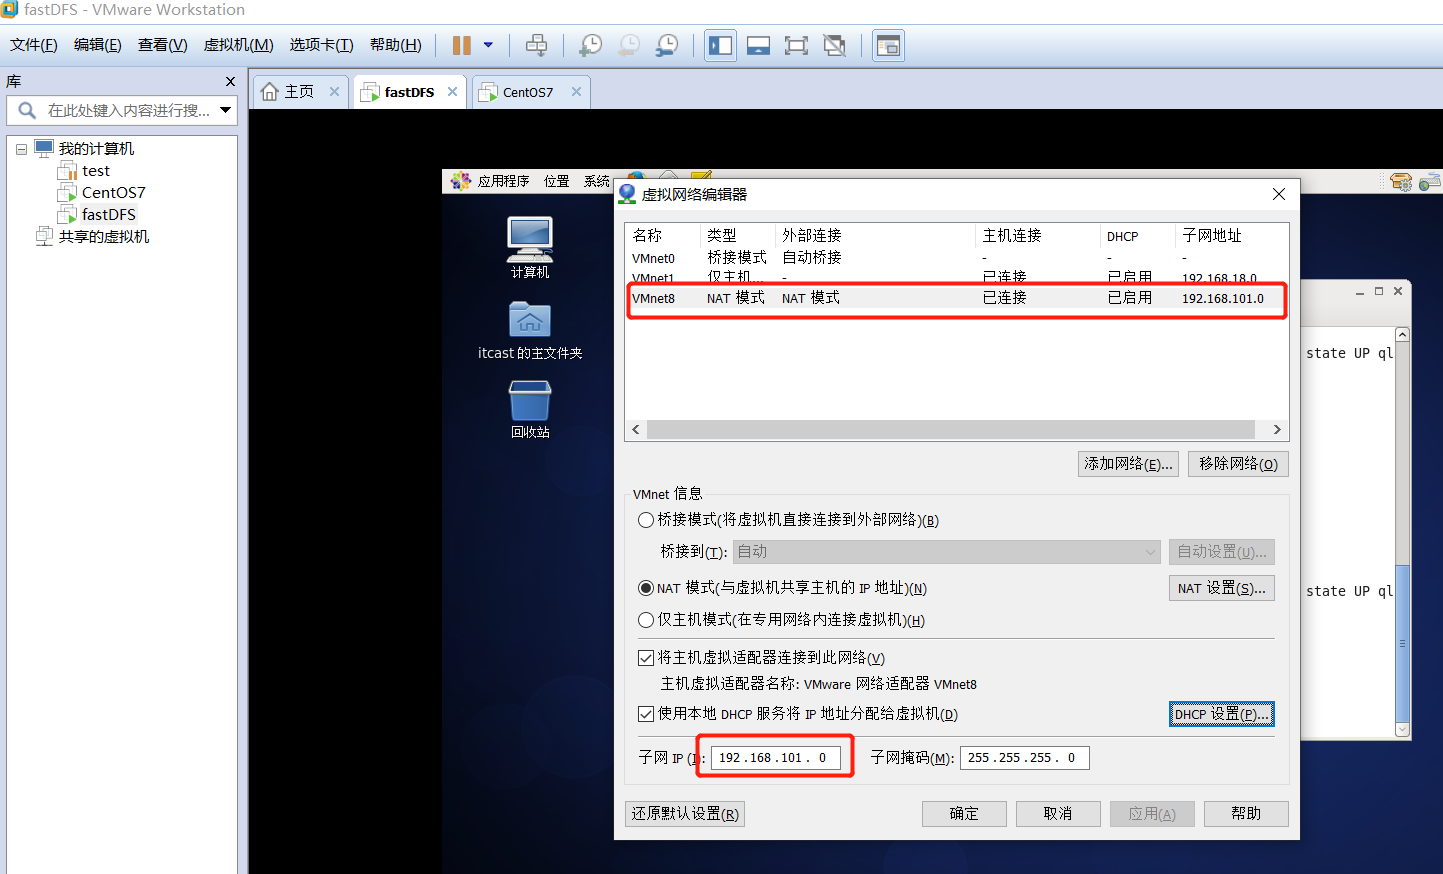 fastDFS - VMware Workstation
文件(F) 编辑(E) 查看(V) 虚拟机(M) 选项卡(T) 帮助(H)
库
在此处键入内容进行搜...
我的计算机
test
CentOS7
fastDFS
共享的虚拟机
主页 fastDFS CentOS7
应用程序 位置 系统
计算机
itcast 的主文件夹
回收站
虚拟网络编辑器
名称 类型 外部连接 主机连接 DHCP 子网地址
VMnet0 桥接模式 自动桥接 - - -
VMnet1 仅主机... - 已连接 已启用 192.168.18.0
VMnet8 NAT 模式 NAT 模式 已连接 已启用 192.168.101.0
添加网络(E)... 移除网络(O)
VMnet 信息
桥接模式(将虚拟机直接连接到外部网络)(B)
桥接到(T): 自动 自动设置(U)...
NAT 模式(与虚拟机共享主机的 IP 地址)(N) NAT 设置(S)...
仅主机模式(在专用网络内连接虚拟机)(H)
将主机虚拟适配器连接到此网络(V)
主机虚拟适配器名称: VMware 网络适配器 VMnet8
使用本地 DHCP 服务将 IP 地址分配给虚拟机(D) DHCP 设置(P)...
子网 IP (I): 192.168.101. 0 子网掩码(M): 255.255.255. 0
还原默认设置(R) 确定 取消 应用(A) 帮助
state UP ql
state UP ql